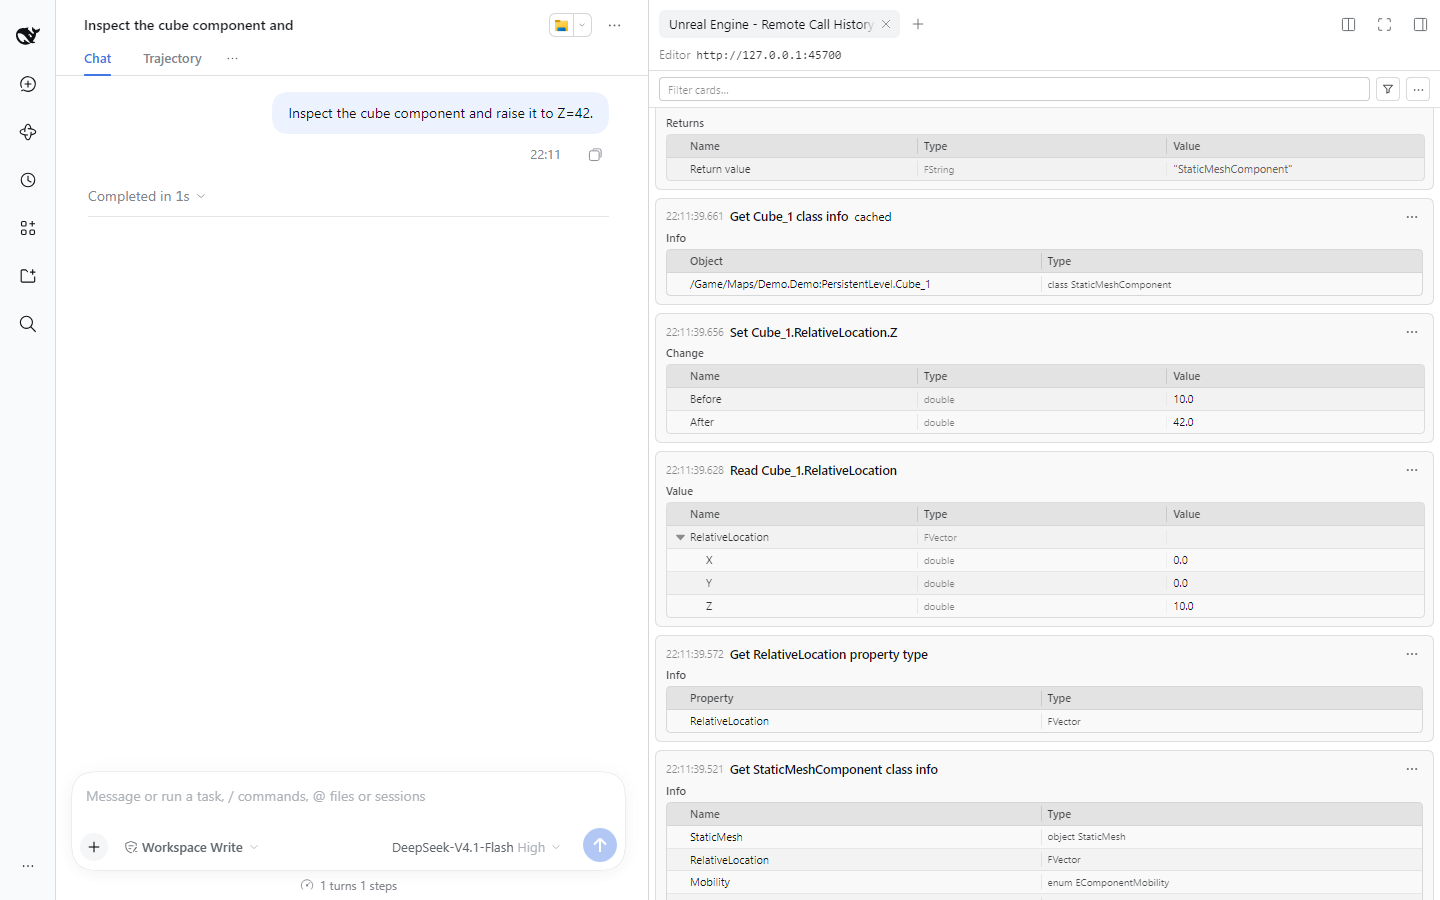 Inspect the cube component and
Chat
Trajectory
Inspect the cube component and raise it to Z=42.
22:11
Completed in 1s
Message or run a task, / commands, @ files or sessions
Workspace Write
DeepSeek-V4.1-Flash High
1 turns 1 steps
Unreal Engine - Remote Call History
Editor http://127.0.0.1:45700
Filter cards...
Returns
Name Type Value
Return value FString "StaticMeshComponent"
22:11:39.661 Get Cube_1 class info cached
Info
Object Type
/Game/Maps/Demo.Demo:PersistentLevel.Cube_1 class StaticMeshComponent
22:11:39.656 Set Cube_1.RelativeLocation.Z
Change
Name Type Value
Before double 10.0
After double 42.0
22:11:39.628 Read Cube_1.RelativeLocation
Value
Name Type Value
RelativeLocation FVector
X double 0.0
Y double 0.0
Z double 10.0
22:11:39.572 Get RelativeLocation property type
Info
Property Type
RelativeLocation FVector
22:11:39.521 Get StaticMeshComponent class info
Info
Name Type
StaticMesh object StaticMesh
RelativeLocation FVector
Mobility enum EComponentMobility